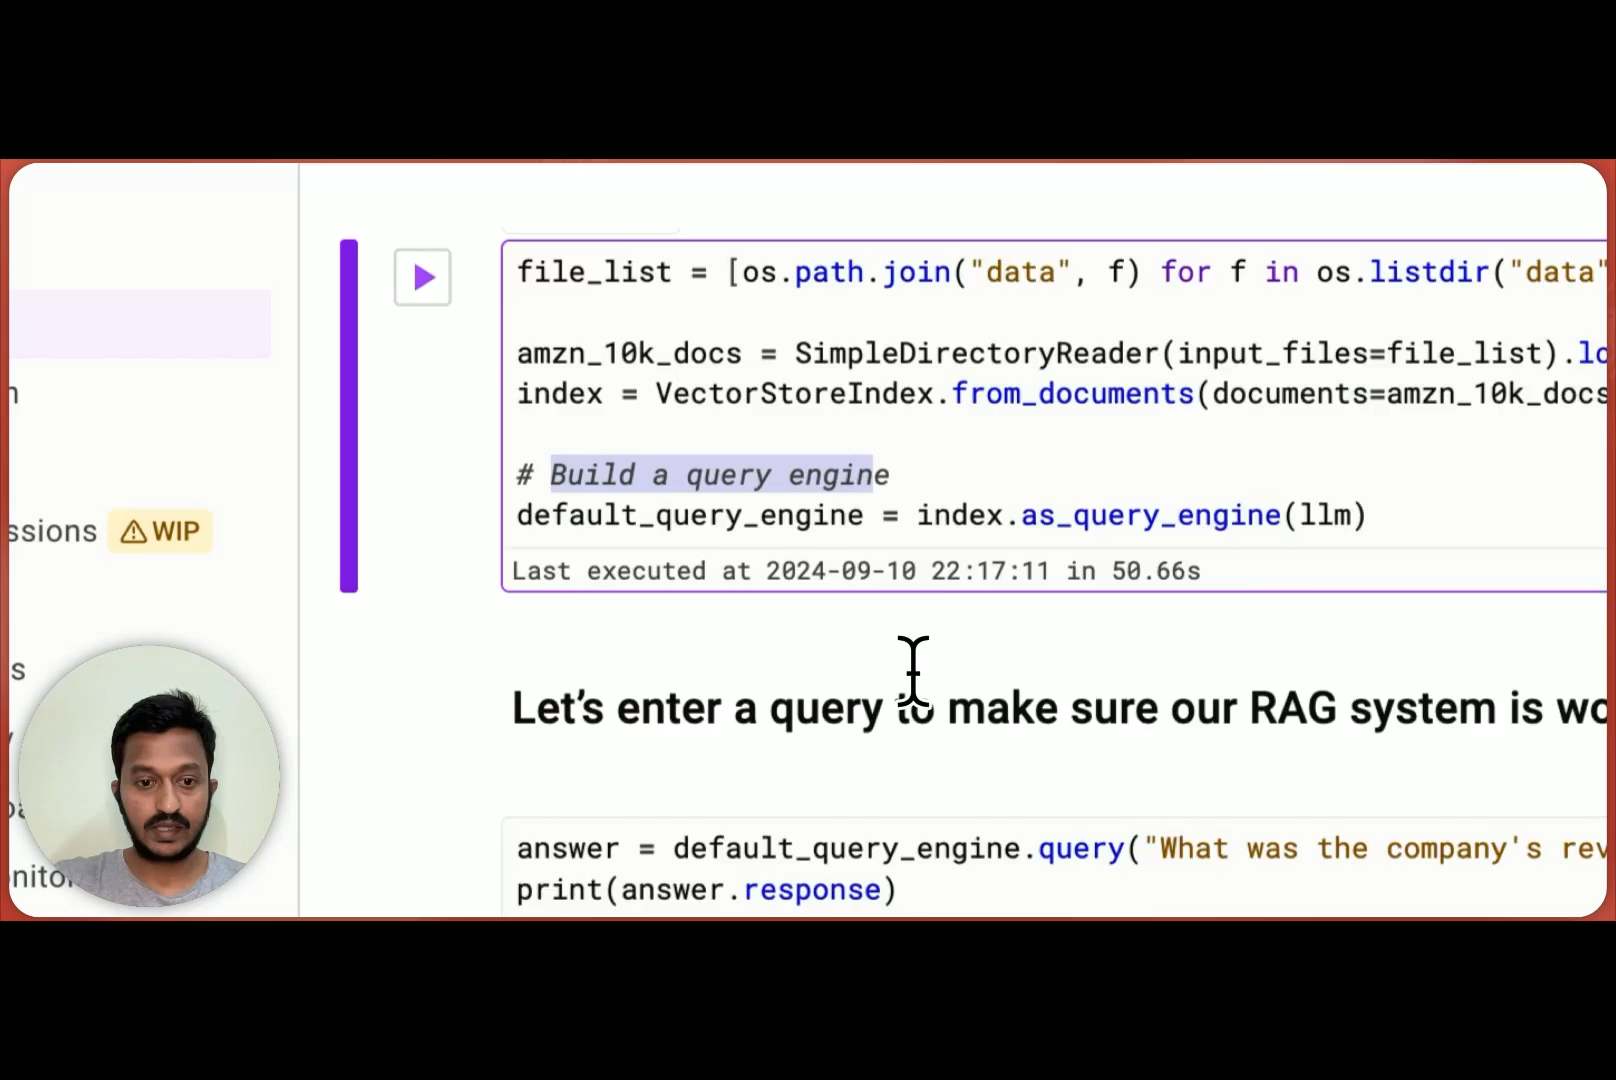 file_list = [os.path.join("data", f) for f in os.listdir("data"
amzn_10k_docs = SimpleDirectoryReader(input_files=file_list).lo
index = VectorStoreIndex.from_documents(documents=amzn_10k_docs
# Build a query engine
default_query_engine = index.as_query_engine(llm)
Last executed at 2024-09-10 22:17:11 in 50.66s
Let's enter a query to make sure our RAG system is wo
answer = default_query_engine.query("What was the company's rev
print(answer.response)
n
ssions WIP
s
nitor